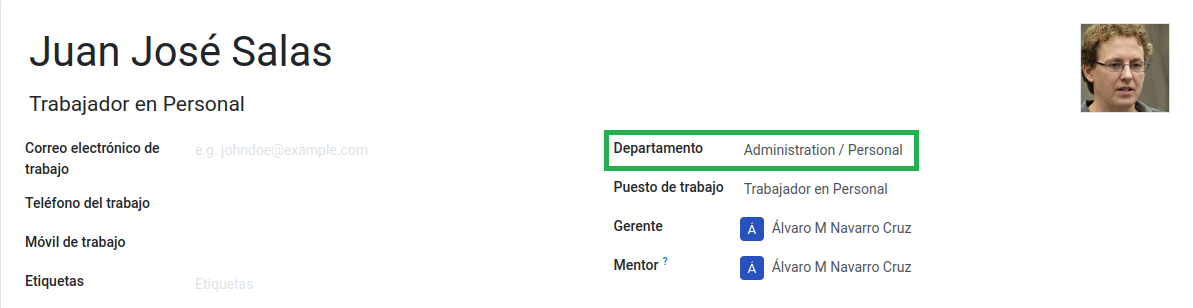 Juan José Salas
Trabajador en Personal
Correo electrónico de
trabajo
e.g. johndoe@example.com
Teléfono del trabajo
Móvil de trabajo
Etiquetas
Etiquetas
Departamento
Administration / Personal
Puesto de trabajo
Trabajador en Personal
Gerente
Á Álvaro M Navarro Cruz
Mentor ?
Á Álvaro M Navarro Cruz